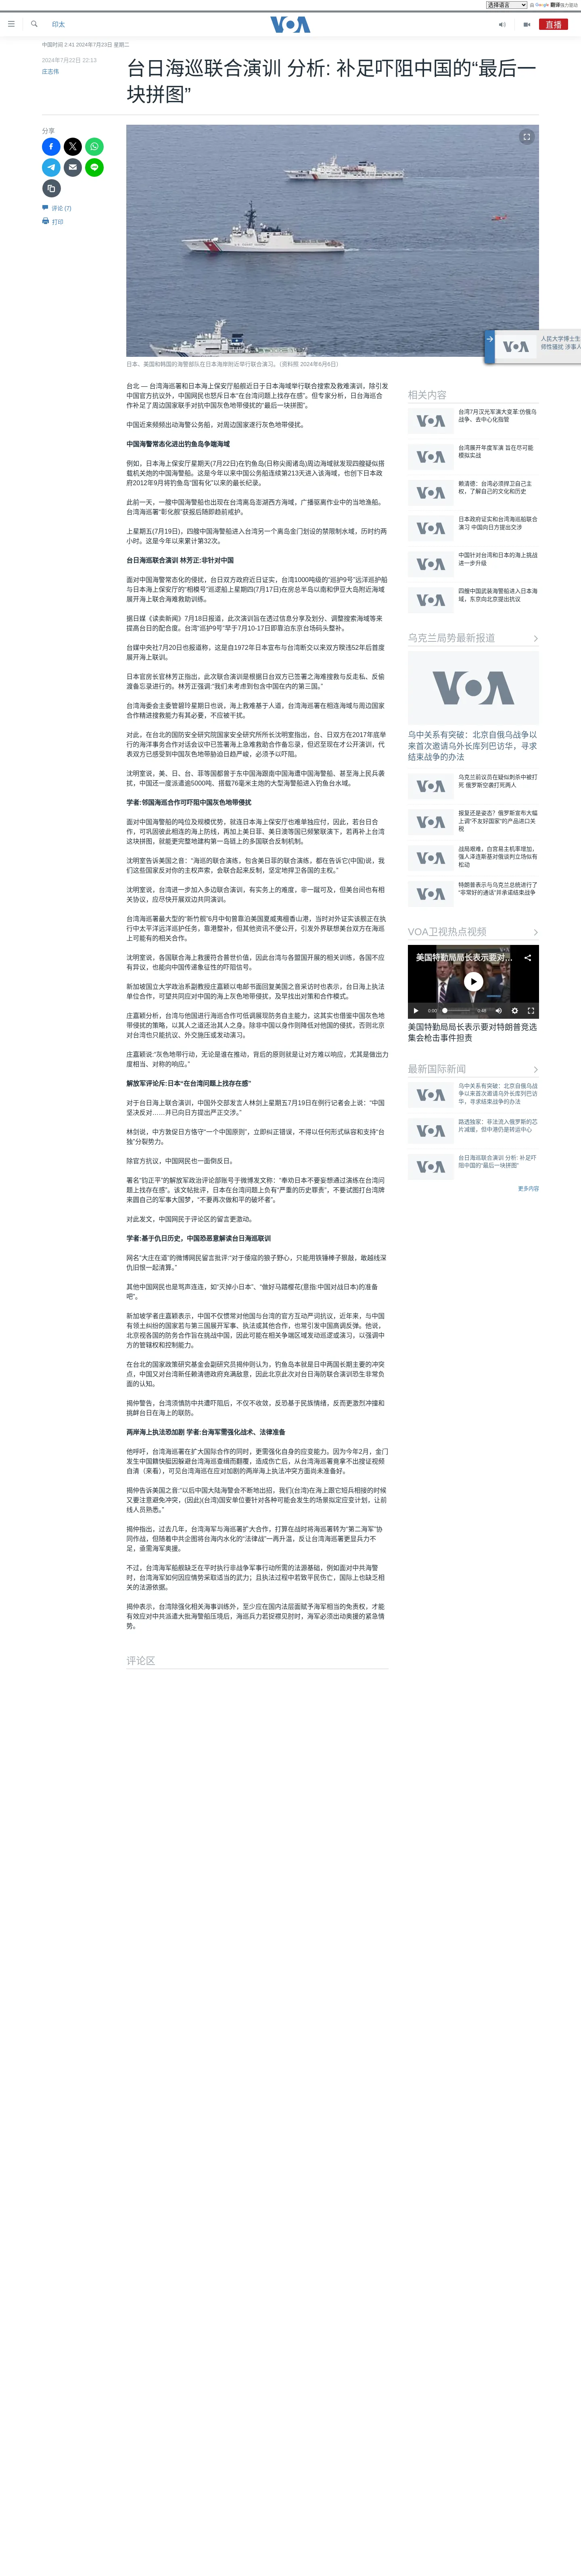 选择语言 由 Google 翻译强力驱动
印太
VOA
直播
中国时间 2:41 2024年7月23日 星期二
2024年7月22日 22:13
庄志伟
台日海巡联合演训 分析: 补足吓阻中国的“最后一
块拼图”
分享
评论 (7)
打印
日本、美国和韩国的海警部队在日本海岸附近举行联合演习。（资料照 2024年6月6日）
人民大学博士生
师性骚扰 涉事人
台北 — 台湾海巡署和日本海上保安厅船舰近日于日本海域举行联合搜索及救难演训，除引发
中国官方抗议外，中国网民也怒斥日本“在台湾问题上找存在感”。但专家分析，日台海巡合
作补足了周边国家联手对抗中国灰色地带侵扰的“最后一块拼图”。
中国近来频频出动海警公务船，对周边国家遂行灰色地带侵扰。
中国海警常态化进出钓鱼岛争端海域
例如，日本海上保安厅星期天(7月22日)在钓鱼岛(日称尖阁诸岛)周边海域就发现四艘疑似搭
载机关炮的中国海警船。这是今年以来中国公务船连续第213天进入该海域，也创下日本政
府2012年9月将钓鱼岛“国有化”以来的最长纪录。
此前一天，一艘中国海警船也出现在台湾离岛澎湖西方海域，广播驱离作业中的当地渔船。
台湾海巡署“彰化舰”获报后随即趋前戒护。
上星期五(7月19日)，四艘中国海警船进入台湾另一个离岛金门划设的禁限制水域，历时约两
小时。这是今年以来累计第32次。
台日海巡联合演训 林芳正:非针对中国
面对中国海警常态化的侵扰，台日双方政府近日证实，台湾1000吨级的“巡护9号”远洋巡护船
与日本海上保安厅的“相模号”巡逻船上星期四(7月17日)在房总半岛以南和伊豆大岛附近海域
展开海上联合海难救助训练。
据日媒《读卖新闻》7月18日报道，此次演训旨在透过信息分享及划分、调整搜索海域等来
提高台日的配合度。台湾“巡护9号”早于7月10-17日即靠泊东京台场码头整补。
台媒中央社7月20日也报道称，这是自1972年日本宣布与台湾断交以来双方睽违52年后首度
展开海上联训。
日本官房长官林芳正指出，此次联合演训是根据日台双方已签署之海难搜救与反走私、反偷
渡备忘录进行的。林芳正强调:“我们未考虑到包含中国在内的第三国。”
台湾海委会主委管碧玲星期日也说，海上救难基于人道，台湾海巡署在相连海域与周边国家
合作精进搜救能力有其必要，不应被干扰。
对此，在台北的国防安全研究院国家安全研究所所长沈明室指出，台、日双方在2017年底举
行的海洋事务合作对话会议中已签署海上急难救助合作备忘录，但迟至现在才公开演训，代
表双方已感受到中国灰色地带胁迫日趋严峻，必须予以吓阻。
沈明室说，美、日、台、菲等国都曾于东中国海跟南中国海遭中国海警船、甚至海上民兵袭
扰，中国还一度派遣逾5000吨、搭载76毫米主炮的大型海警船进入钓鱼台水域。
学者:邻国海巡合作可吓阻中国灰色地带侵扰
面对中国海警船的吨位及规模优势，就连日本海上保安厅也难单独应付，因此，若台日合
作，可巩固彼此相连的海上防线，再加上美日菲、美日澳等国已频繁联演下，若再补上台湾
这块拼图，就能更完整地建构第一岛链上的多国联合反制机制。
沈明室告诉美国之音：“海巡的联合演练，包含美日菲的联合演练，都在告诉它(中国)说，我
们这些国家反对你的主权声索，会联合起来反制，坚定地捍卫各国的主权。”
沈明室说，台湾进一步加入多边联合演训，有实务上的难度，非一蹴可及，但美台间也有相
关协议，应尽快开展双边共同演训。
台湾海巡署最大型的“新竹舰”6月中旬曾靠泊美国夏威夷檀香山港，当时对外证实该舰正在执
行中太平洋远洋巡护任务，靠港整补，但其他资讯不便公开，引发外界联想美台双方在海巡
上可能有的相关合作。
沈明室说，各国联合海上救援符合普世价值，因此台湾与各盟国开展的相关训练，各国不应
有异议，也能向中国传递象征性的吓阻信号。
新加坡国立大学政治系副教授庄嘉颖以电邮书面回复美国之音采访时也表示，台日海上执法
单位合作，可望共同应对中国的海上灰色地带侵扰，及早找出对策和合作模式。
庄嘉颖分析，台湾与他国进行海巡合作可低调展现防务自主能力，这其实也借鉴中国灰色地
带侵扰的策略，以其人之道还治其人之身。除非中国以身作则降低对他国的侵扰，否则北京
对台湾也只能抗议、外交施压或发动演习。
庄嘉颖说:“灰色地带行动，无论是谁在推动，背后的原则就是让对方难以响应，尤其是做出力
度相当、对称的响应。”
解放军评论斥:日本“在台湾问题上找存在感”
对于台日海上联合演训，中国外交部发言人林剑上星期五7月19日在例行记者会上说：“中国
坚决反对……并已向日方提出严正交涉。”
林剑说，中方敦促日方恪守“一个中国原则”，立即纠正错误，不得以任何形式纵容和支持“台
独”分裂势力。
除官方抗议，中国网民也一面倒反日。
署名“钧正平”的解放军政治评论部账号于微博发文称：“奉劝日本不要妄想通过演练在台湾问
题上找存在感”。该文帖批评，日本在台湾问题上负有“严重的历史罪责”，不要试图打台湾牌
来圆自己的军事大国梦，“不要再次做和平的破坏者”。
对此发文，中国网民于评论区的留言更激动。
学者:基于仇日历史，中国恐恶意解读台日海巡联训
网名“大庄在道”的微博网民留言批评:“对于倭寇的狼子野心，只能用铁锤棒子狠敲，敢越线深
仇旧恨一起清算。”
其他中国网民也是骂声连连，如“灭掉小日本”、“做好马踏樱花(意指:中国对战日本)的准备
吧”。
新加坡学者庄嘉颖表示，中国不仅惯常对他国与台湾的官方互动严词抗议，近年来，与中国
有领土纠纷的国家若与第三国展开军事、执法或其他合作，也常引发中国高调反弹。他说，
北京视各国的防务合作旨在挑战中国，因此可能在相关争端区域发动巡逻或演习，以强调中
方的管辖权和控制能力。
在台北的国家政策研究基金会副研究员揭仲则认为，钓鱼岛本就是日中两国长期主要的冲突
点，中国又对台湾新任赖清德政府充满敌意，因此北京此次对台日海防联合演训恐生非常负
面的认知。
揭仲警告，台湾须慎防中共遭吓阻后，不仅不收敛，反恐基于民族情绪，反而更激烈冲撞和
挑衅台日在海上的联防。
两岸海上执法恐加剧 学者:台海军需强化战术、法律准备
他呼吁，台湾海巡署在扩大国际合作的同时，更需强化自身的应变能力。因为今年2月，金门
发生中国籍快艇因躲避台湾海巡查缉而翻覆，造成伤亡后，从台湾海巡署竟拿不出搜证视频
自清（来看），可见台湾海巡在应对加剧的两岸海上执法冲突方面尚未准备好。
揭仲告诉美国之音:“以后中国大陆海警会不断地出招，我们(台湾)在海上跟它短兵相接的时候
又要注意避免冲突，(因此)(台湾)国安单位要针对各种可能会发生的场景拟定应变计划，让前
线人员熟悉。”
揭仲指出，过去几年，台湾海军与海巡署扩大合作，打算在战时将海巡署转为“第二海军”协
同作战，但随着中共企图将台海内水化的“法律战”一再升温，反让台湾海巡署更显兵力不
足，亟需海军奥援。
不过，台湾海军船舰缺乏在平时执行非战争军事行动所需的法源基础，例如面对中共海警
时，台湾海军如何因应情势采取适当的武力；且执法过程中若致平民伤亡，国际上也缺乏相
关的法源依据。
揭仲表示，台湾除强化相关海事训练外，至少应在国内法层面赋予海军相当的免责权，才能
有效应对中共派遣大批海警船压境后，海巡兵力若捉襟见肘时，海军必须出动奥援的紧急情
势。
评论区
相关内容
台湾7月汉光军演大变革:仿俄乌
战争、去中心化指管
台湾展开年度军演 旨在尽可能
模拟实战
赖清德：台湾必须捍卫自己主
权，了解自己的文化和历史
日本政府证实和台湾海巡船联合
演习 中国向日方提出交涉
中国针对台湾和日本的海上挑战
进一步升级
四艘中国武装海警船进入日本海
域，东京向北京提出抗议
乌克兰局势最新报道
乌中关系有突破：北京自俄乌战争以
来首次邀请乌外长库列巴访华，寻求
结束战争的办法
乌克兰前议员在疑似刺杀中被打
死 俄罗斯空袭打死两人
报复还是姿态？俄罗斯宣布大幅
上调“不友好国家”的产品进口关
税
战局艰难，白宫易主机率增加，
强人泽连斯基对俄谈判立场似有
松动
特朗普表示与乌克兰总统进行了
“非常好的通话”并承诺结束战争
VOA卫视热点视频
美国特勤局局长表示要对...
0:00 0:48
美国特勤局局长表示要对特朗普竞选
集会枪击事件担责
最新国际新闻
乌中关系有突破：北京自俄乌战
争以来首次邀请乌外长库列巴访
华，寻求结束战争的办法
路透独家：非法流入俄罗斯的芯
片减缓，但中港仍是转运中心
台日海巡联合演训 分析: 补足吓
阻中国的“最后一块拼图”
更多内容